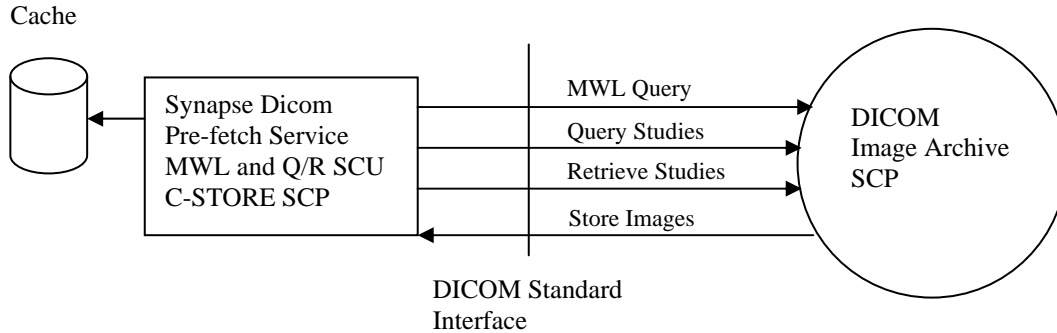 Cache
Synapse Dicom
Pre-fetch Service
MWL and Q/R SCU
C-STORE SCP
MWL Query
Query Studies
Retrieve Studies
Store Images
DICOM
Image Archive
SCP
DICOM Standard
Interface